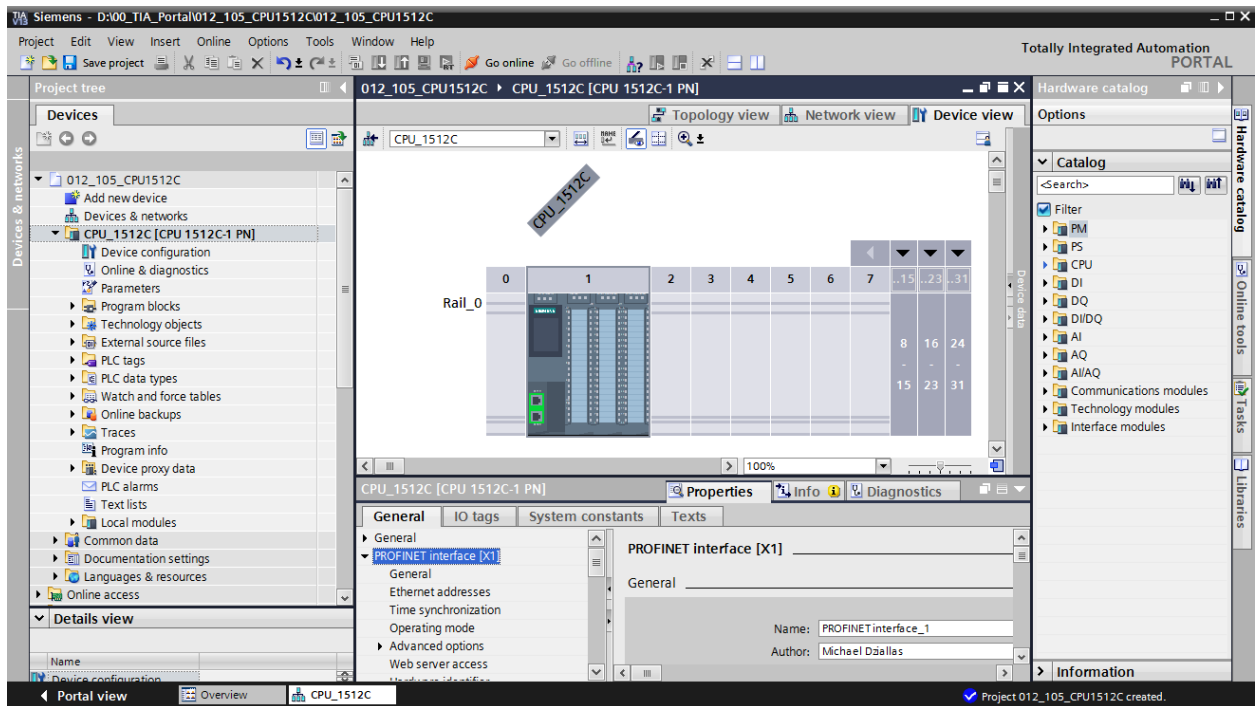 Siemens - D:\00_TIA_Portal\012_105_CPU1512C\012_105_CPU1512C
Project Edit View Insert Online Options Tools Window Help
Totally Integrated Automation
PORTAL
Save project Go online Go offline
Project tree
Devices
Devices & networks
012_105_CPU1512C
Add new device
Devices & networks
CPU_1512C [CPU 1512C-1 PN]
Device configuration
Online & diagnostics
Parameters
Program blocks
Technology objects
External source files
PLC tags
PLC data types
Watch and force tables
Online backups
Traces
Program info
Device proxy data
PLC alarms
Text lists
Local modules
Common data
Documentation settings
Languages & resources
Online access
Details view
Name
Device configuration
012_105_CPU1512C CPU_1512C [CPU 1512C-1 PN]
Topology view Network view Device view
CPU_1512C
CPU_1512C
0 1 2 3 4 5 6 7 ..15 ..23 ..31
Rail_0
8 16 24
- - -
15 23 31
Device data
100%
CPU_1512C [CPU 1512C-1 PN]
Properties Info Diagnostics
General IO tags System constants Texts
General
PROFINET interface [X1]
General
Ethernet addresses
Time synchronization
Operating mode
Advanced options
Web server access
Hardware identifier
PROFINET interface [X1]
General
Name: PROFINET interface_1
Author: Michael Dziallas
Hardware catalog
Options
Catalog
<Search>
Filter
PM
PS
CPU
DI
DQ
DI/DQ
AI
AQ
AI/AQ
Communications modules
Technology modules
Interface modules
Information
Hardware catalog
Online tools
Tasks
Libraries
Portal view Overview CPU_1512C
Project 012_105_CPU1512C created.